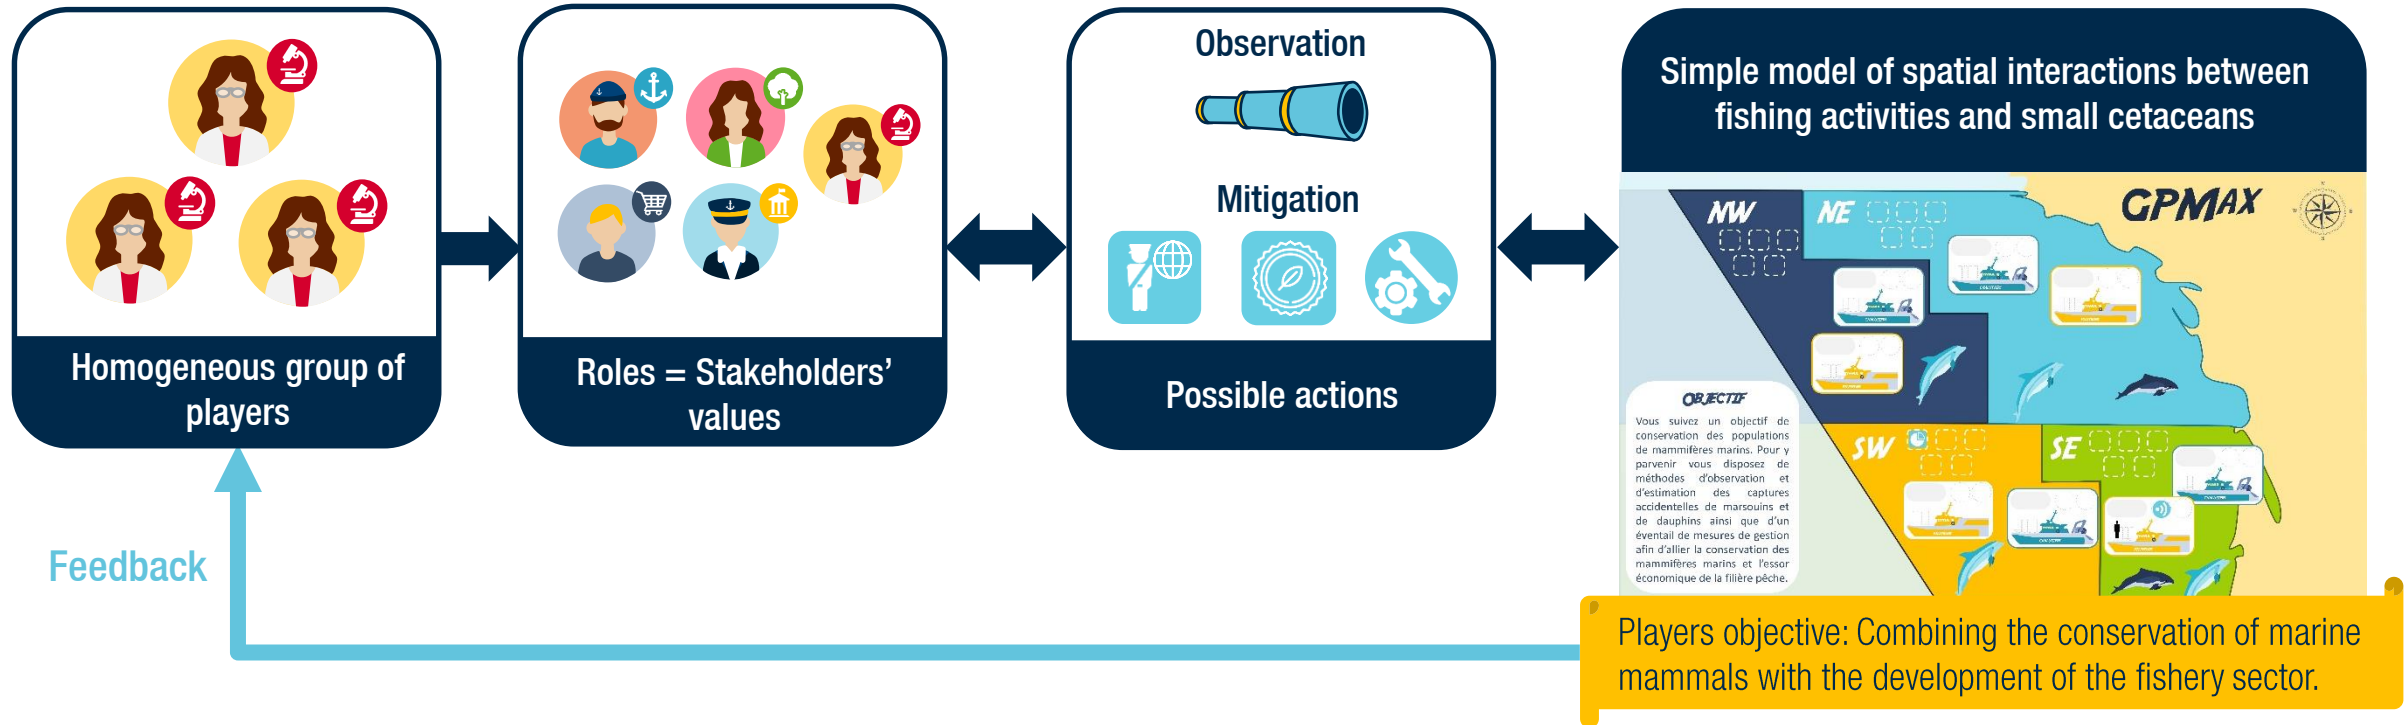 Homogeneous group of
players
Roles = Stakeholders’
values
Observation
Mitigation
Possible actions
Simple model of spatial interactions between
fishing activities and small cetaceans
GPMAX
NW
NE
SW
SE
OBJECTIF
Vous suivez un objectif de
conservation des populations
de mammifères marins. Pour y
parvenir vous disposez de
méthodes d'observation et
d'estimation des captures
accidentelles de marsouins et
de dauphins ainsi que d'un
éventail de mesures de gestion
afin d'allier la conservation des
mammifères marins et l'essor
économique de la filière pêche.
Feedback
Players objective: Combining the conservation of marine
mammals with the development of the fishery sector.